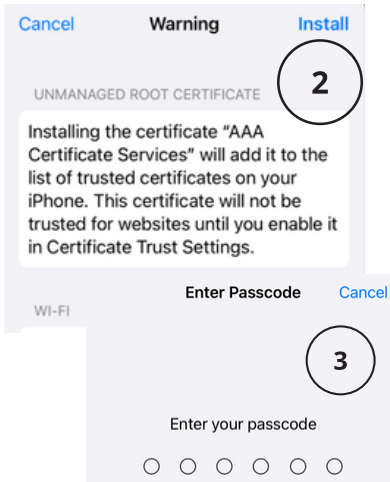 Cancel Warning Install
2
UNMANAGED ROOT CERTIFICATE
Installing the certificate “AAA
Certificate Services” will add it to the
list of trusted certificates on your
iPhone. This certificate will not be
trusted for websites until you enable it
in Certificate Trust Settings.
WI-FI
Enter Passcode Cancel
3
Enter your passcode